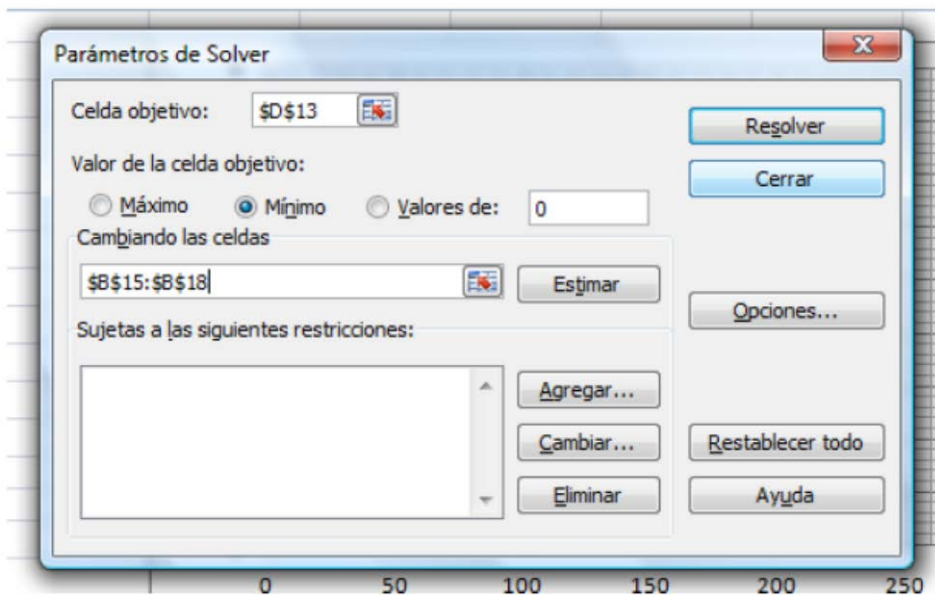 Parámetros de Solver
Celda objetivo: $D$13
Resolver
Valor de la celda objetivo:
Cerrar
Máximo Mínimo Valores de: 0
Cambiando las celdas
$B$15:$B$18
Estimar
Opciones...
Sujetas a las siguientes restricciones:
Agregar...
Cambiar...
Restablecer todo
Eliminar
Ayuda
0 50 100 150 200 250